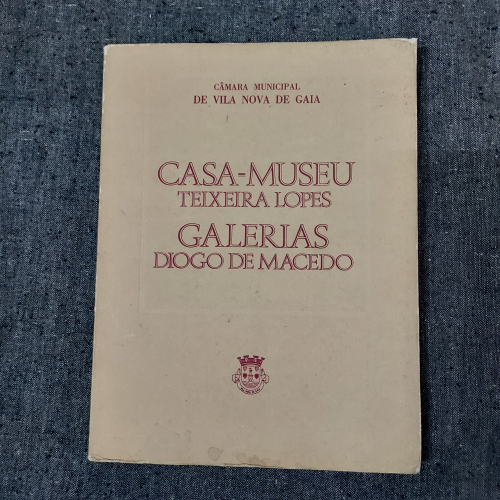 CÂMARA MUNICIPAL
DE VILA NOVA DE GAIA
CASA-MUSEU
TEIXEIRA LOPES
GALERIAS
DIOGO DE MACEDO